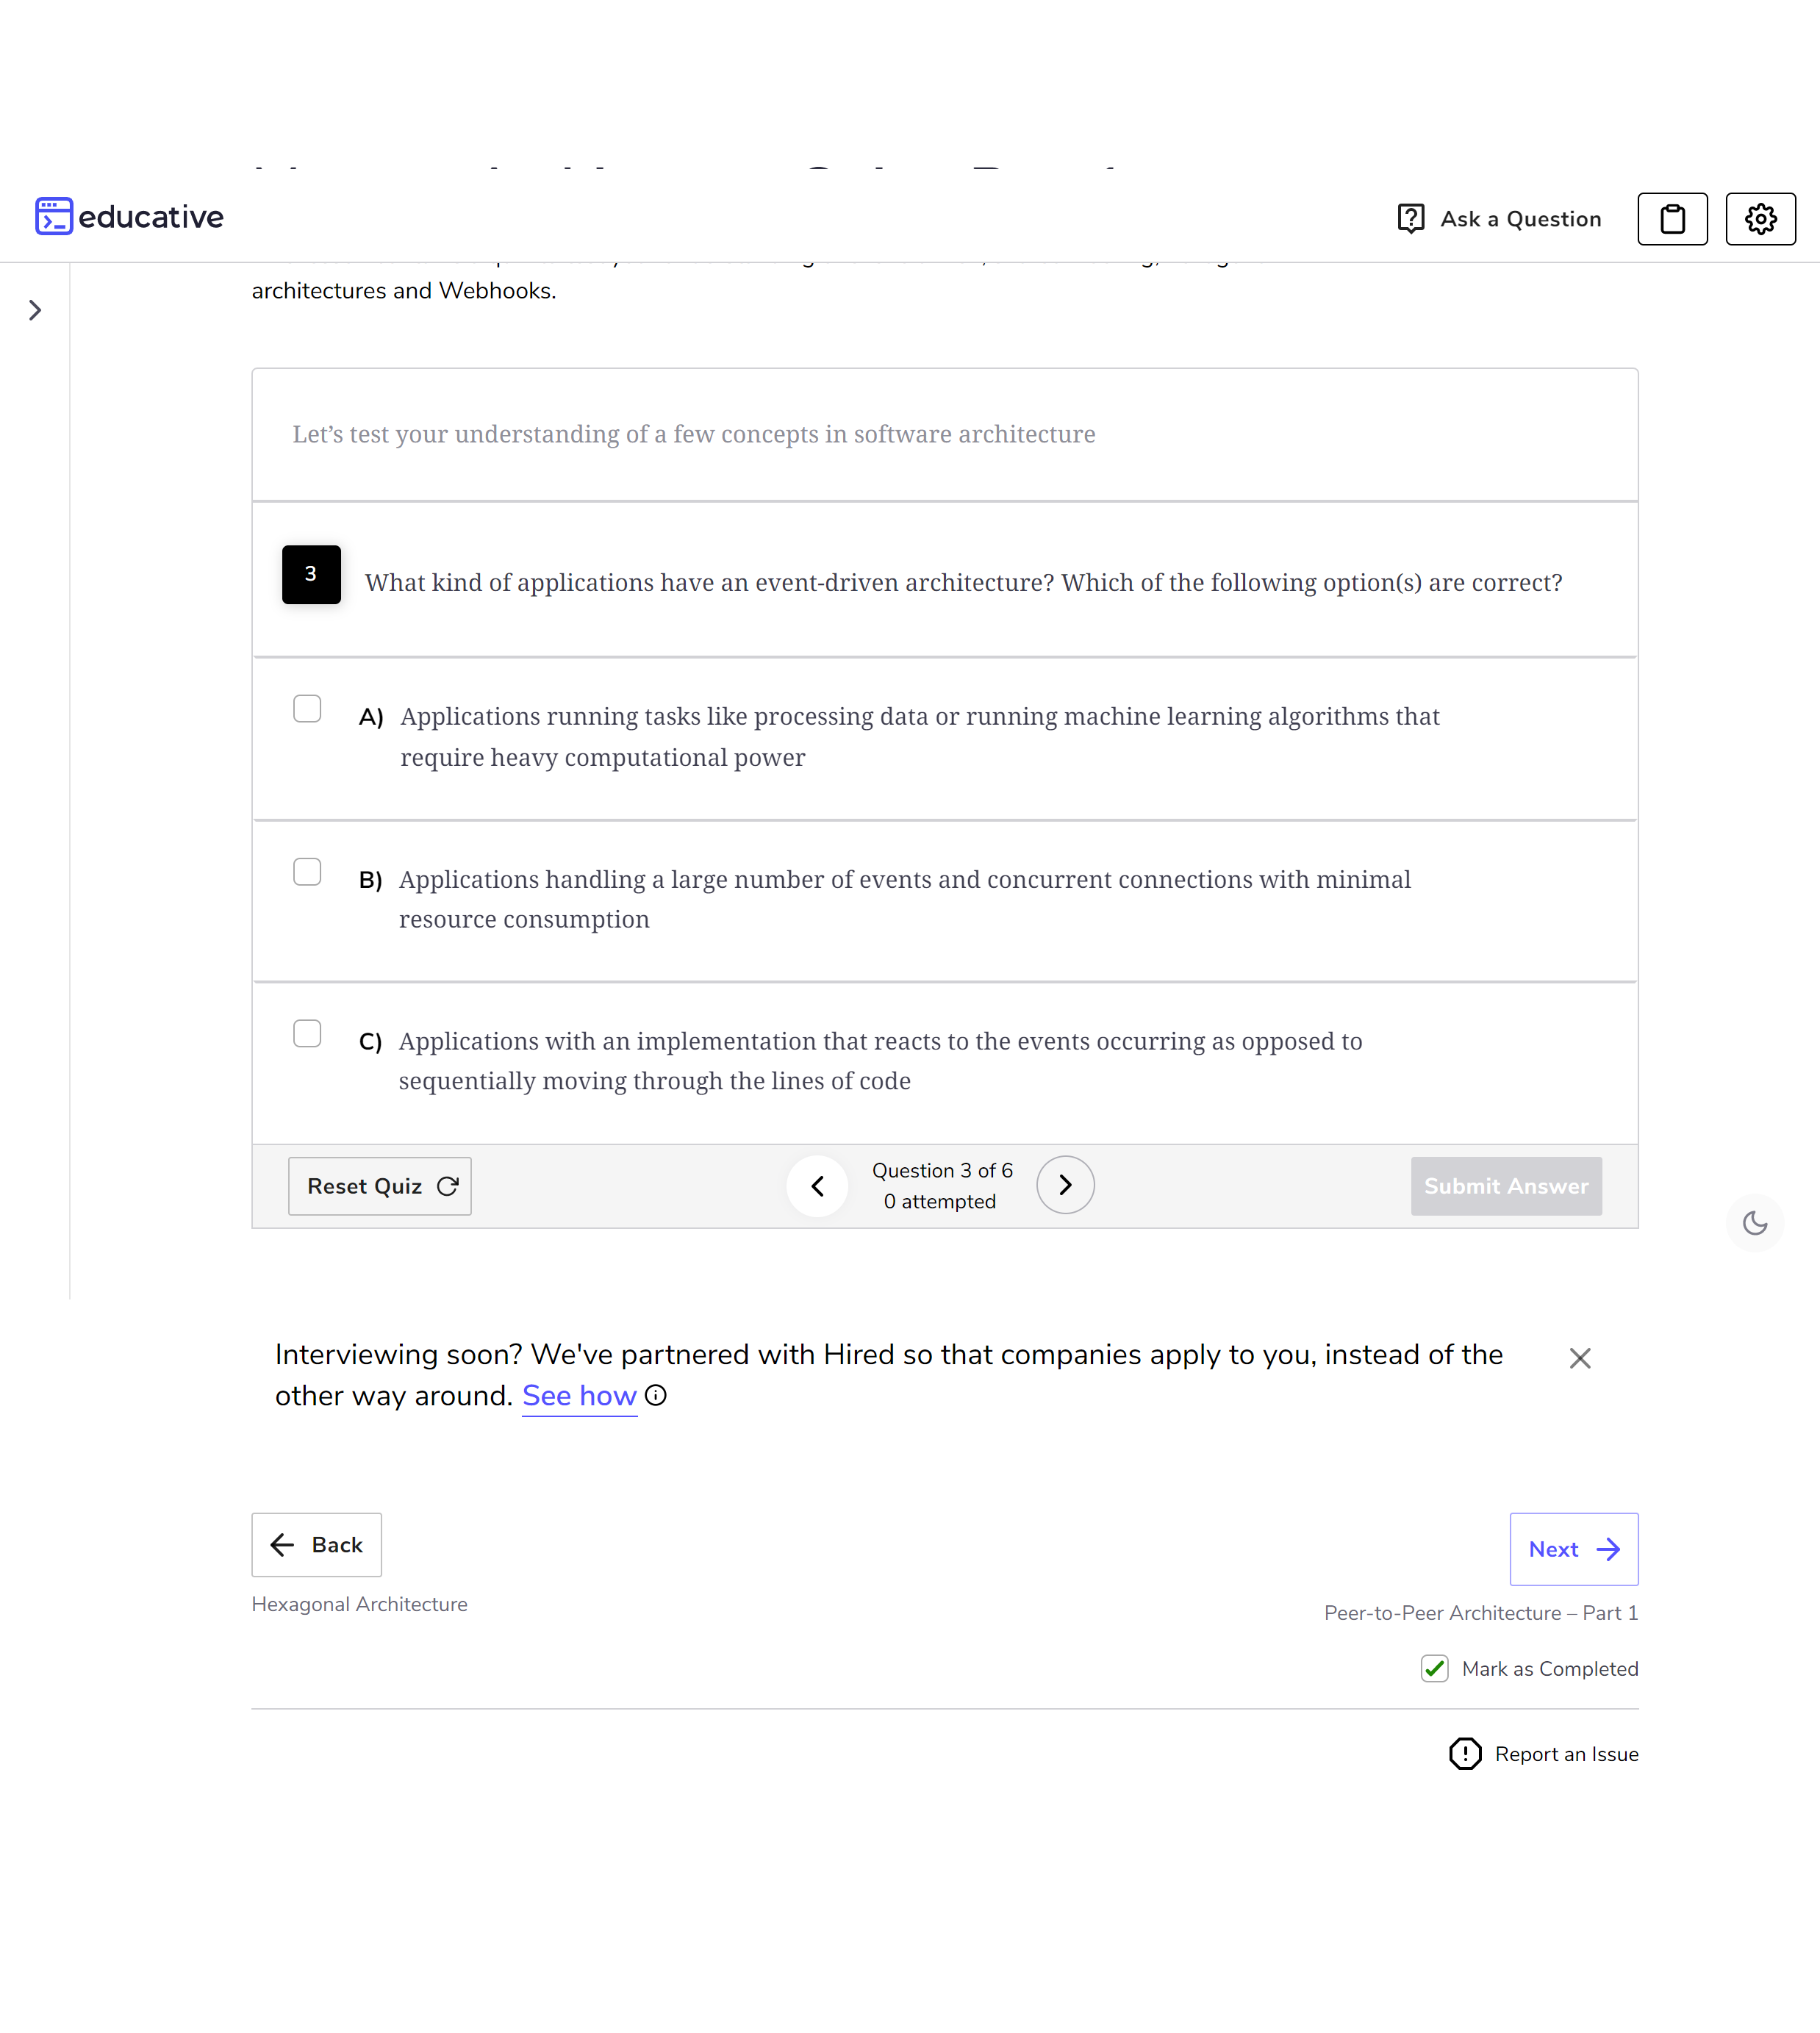 educative
Ask a Question
architectures and Webhooks.
Let’s test your understanding of a few concepts in software architecture
3
What kind of applications have an event-driven architecture? Which of the following option(s) are correct?
A) Applications running tasks like processing data or running machine learning algorithms that
require heavy computational power
B) Applications handling a large number of events and concurrent connections with minimal
resource consumption
C) Applications with an implementation that reacts to the events occurring as opposed to
sequentially moving through the lines of code
Reset Quiz
Question 3 of 6
0 attempted
Submit Answer
Interviewing soon? We've partnered with Hired so that companies apply to you, instead of the
other way around. See how
Back
Next
Hexagonal Architecture
Peer-to-Peer Architecture – Part 1
Mark as Completed
Report an Issue